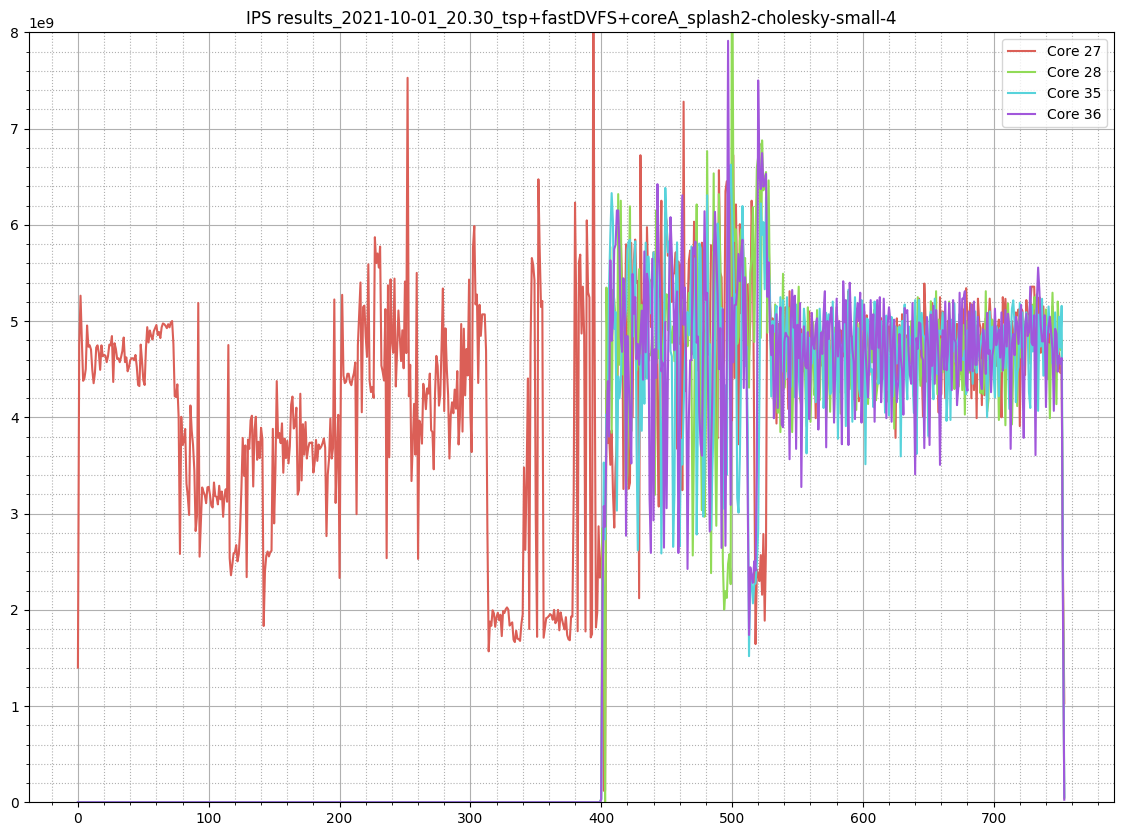 IPS results_2021-10-01_20.30_tsp+fastDVFS+coreA_splash2-cholesky-small-4
1e9
8
7
6
5
4
3
2
1
0
Core 27
Core 28
Core 35
Core 36
0 100 200 300 400 500 600 700